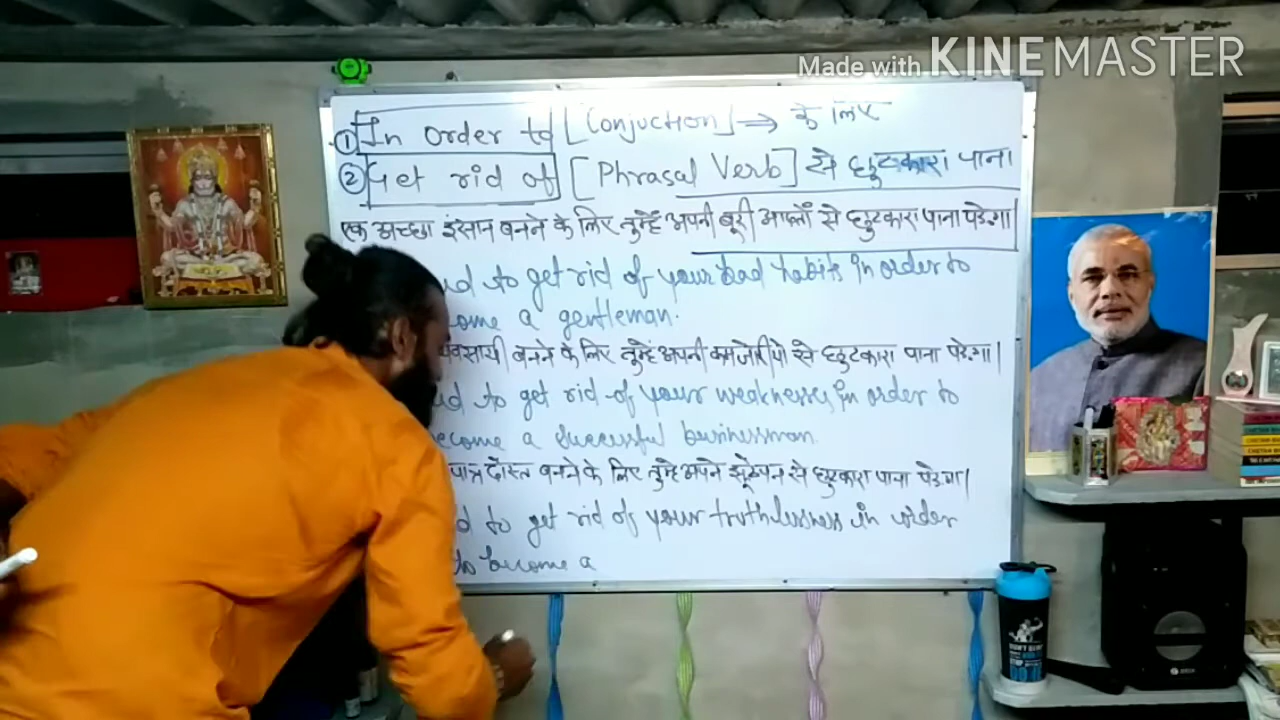 Made with KINEMASTER
① In order to [Conjuction] ⇒ के लिए
② Get rid of [Phrasal Verb] से छुटकारा पाना
एक अच्छा इंसान बनने के लिए तुम्हें अपनी बूरी आदतों से छुटकारा पाना पड़ेगा|
to get rid of your bad habits in order to
come a gentleman.
बनने के लिए तुम्हें अपनी कमजोरीयो से छुटकारा पाना पड़ेगा|
to get rid of your weakness in order to
ecome a successful businessman.
पात्र दोस्त बनने के लिए तुम्हे अपने झूठेपन से छुटकारा पाना पड़ेगा|
d to get rid of your truthlessness in order
to become a